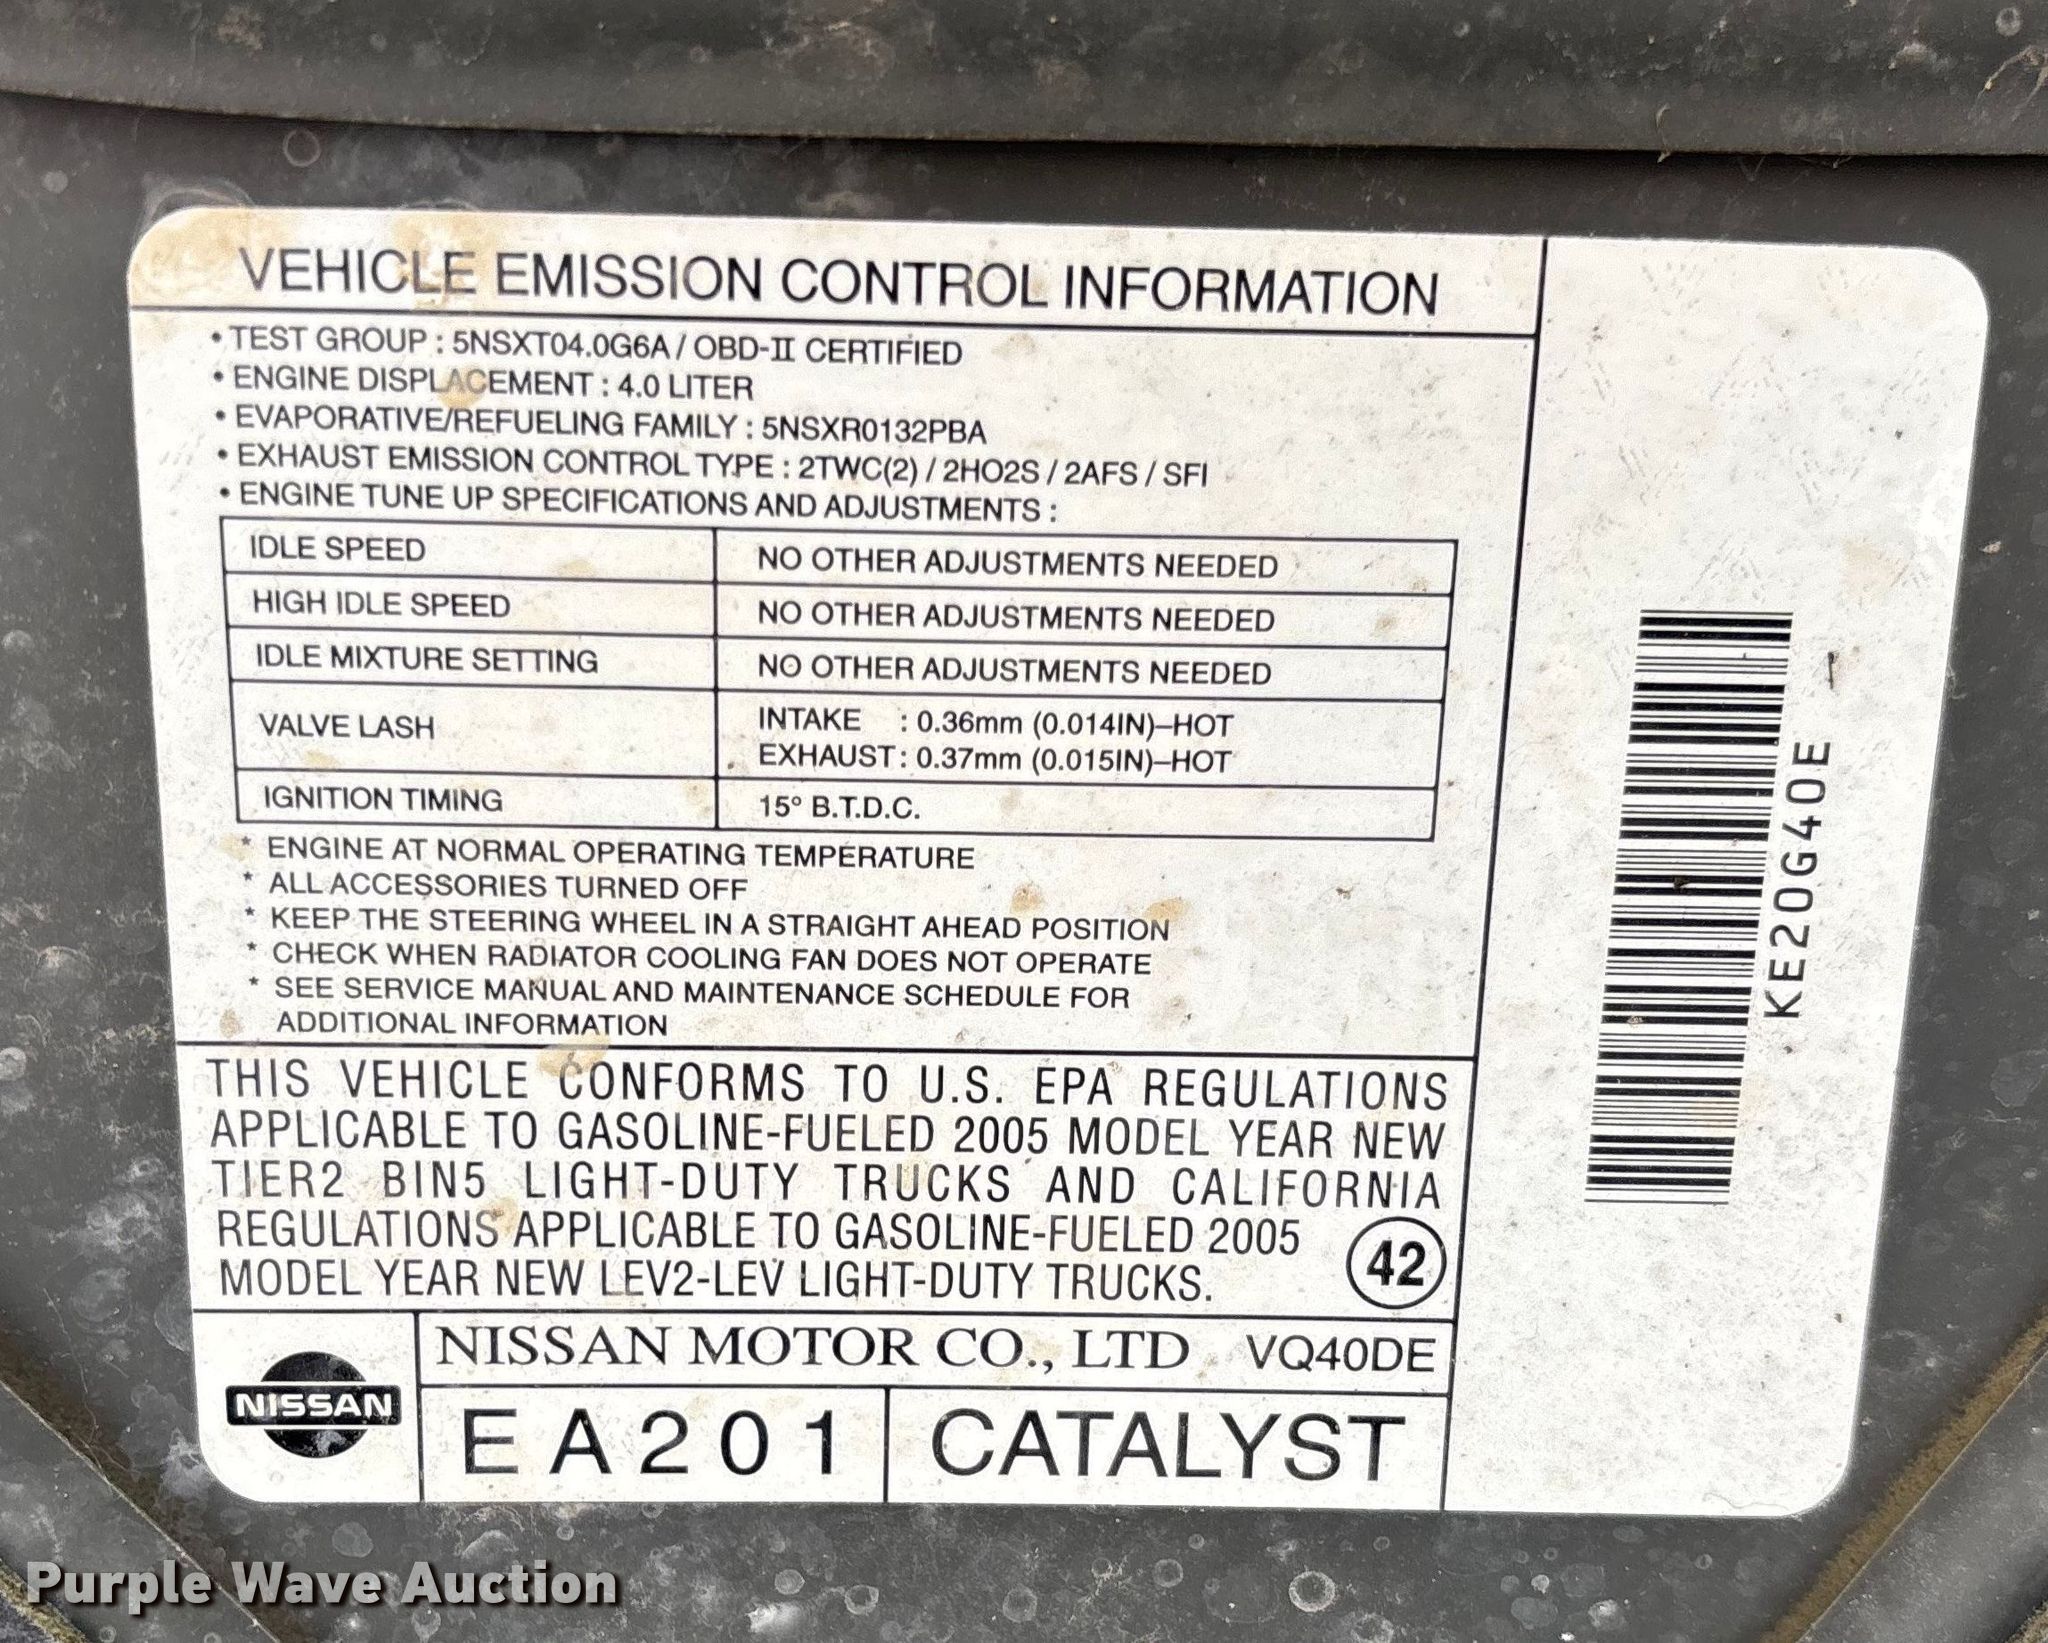 VEHICLE EMISSION CONTROL INFORMATION
• TEST GROUP : 5NSXT04.0G6A / OBD-II CERTIFIED
• ENGINE DISPLACEMENT : 4.0 LITER
• EVAPORATIVE/REFUELING FAMILY : 5NSXR0132PBA
• EXHAUST EMISSION CONTROL TYPE : 2TWC(2) / 2HO2S / 2AFS / SFI
• ENGINE TUNE UP SPECIFICATIONS AND ADJUSTMENTS :
IDLE SPEED NO OTHER ADJUSTMENTS NEEDED
HIGH IDLE SPEED NO OTHER ADJUSTMENTS NEEDED
IDLE MIXTURE SETTING NO OTHER ADJUSTMENTS NEEDED
VALVE LASH INTAKE : 0.36mm (0.014IN)–HOT
EXHAUST : 0.37mm (0.015IN)–HOT
IGNITION TIMING 15° B.T.D.C.
* ENGINE AT NORMAL OPERATING TEMPERATURE
* ALL ACCESSORIES TURNED OFF
* KEEP THE STEERING WHEEL IN A STRAIGHT AHEAD POSITION
* CHECK WHEN RADIATOR COOLING FAN DOES NOT OPERATE
* SEE SERVICE MANUAL AND MAINTENANCE SCHEDULE FOR
ADDITIONAL INFORMATION
THIS VEHICLE CONFORMS TO U.S. EPA REGULATIONS
APPLICABLE TO GASOLINE-FUELED 2005 MODEL YEAR NEW
TIER2 BIN5 LIGHT-DUTY TRUCKS AND CALIFORNIA
REGULATIONS APPLICABLE TO GASOLINE-FUELED 2005
MODEL YEAR NEW LEV2-LEV LIGHT-DUTY TRUCKS.
42
NISSAN
NISSAN MOTOR CO., LTD VQ40DE
EA201 CATALYST
KE20G40E -
Purple Wave Auction